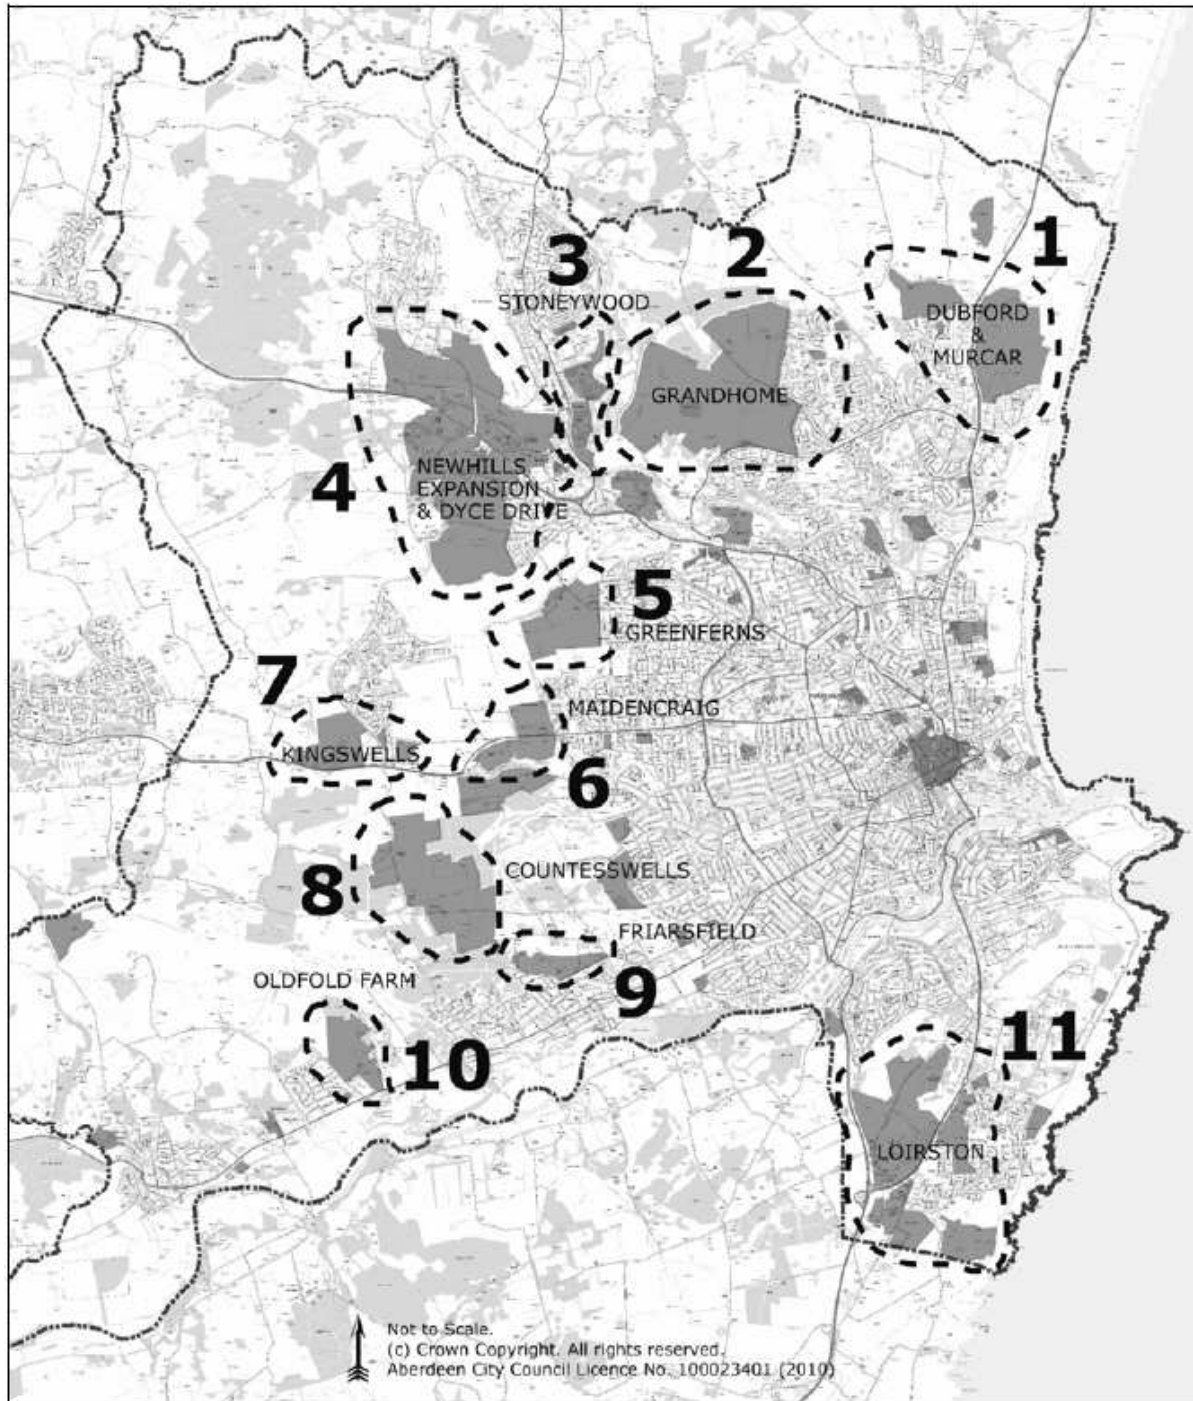 1
DUBFORD
&
MURCAR
2
GRANDHOME
3
STONEYWOOD
4
NEWHILLS
EXPANSION
& DYCE DRIVE
5
GREENFERNS
6
MAIDENCRAIG
7
KINGSWELLS
8
COUNTESSWELLS
9
FRIARSFIELD
10
OLDFOLD FARM
11
LOIRSTON
Not to Scale.
(c) Crown Copyright. All rights reserved.
Aberdeen City Council Licence No. 100023401 (2010)